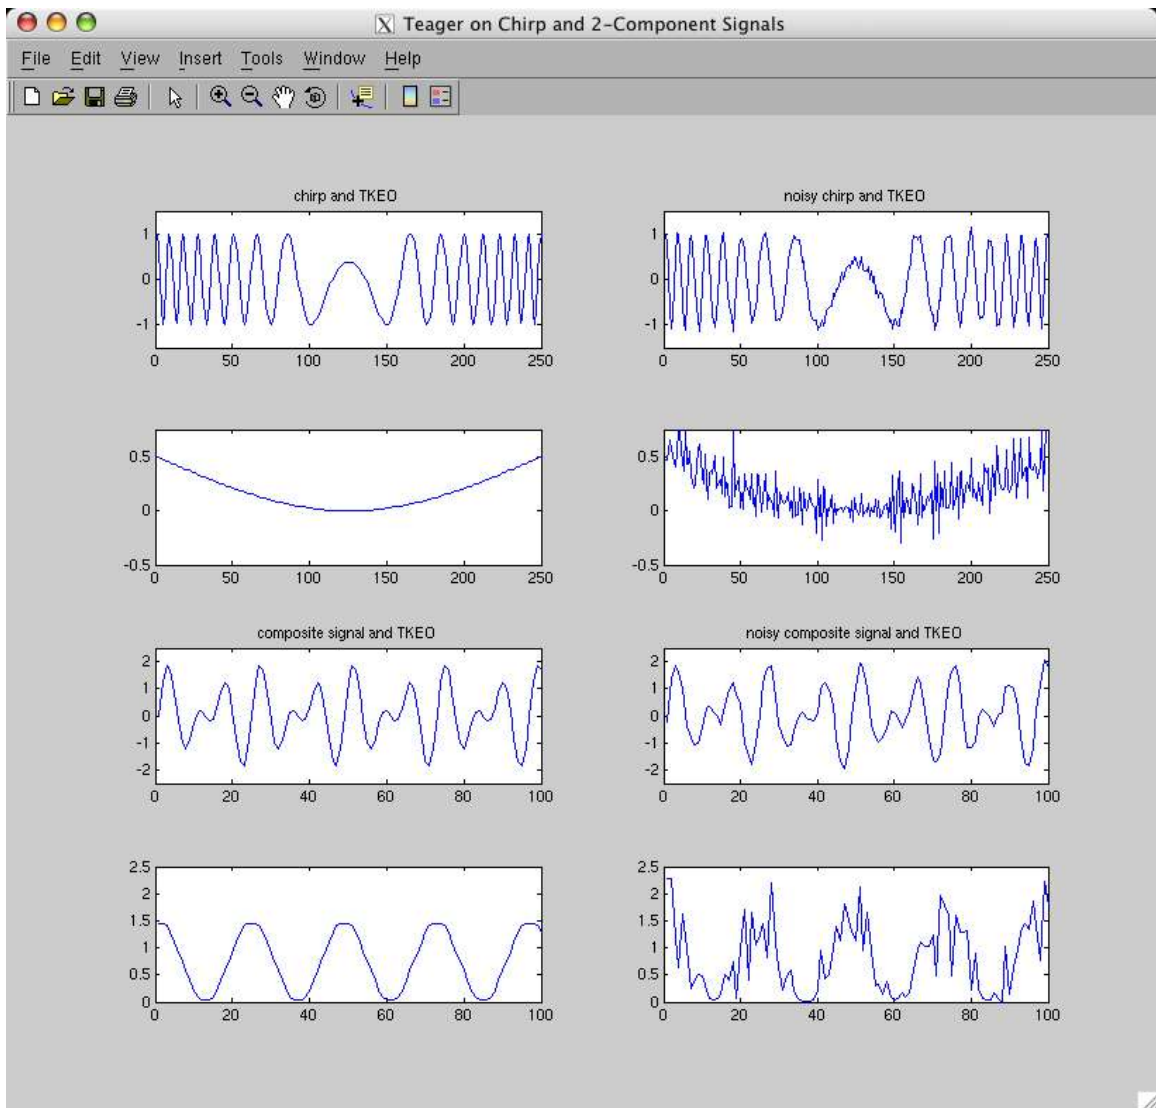 X Teager on Chirp and 2-Component Signals
File Edit View Insert Tools Window Help
chirp and TKEO
1
0
-1
0 50 100 150 200 250
noisy chirp and TKEO
1
0
-1
0 50 100 150 200 250
0.5
0
-0.5
0 50 100 150 200 250
0.5
0
-0.5
0 50 100 150 200 250
composite signal and TKEO
2
1
0
-1
-2
0 20 40 60 80 100
noisy composite signal and TKEO
2
1
0
-1
-2
0 20 40 60 80 100
2.5
2
1.5
1
0.5
0
0 20 40 60 80 100
2.5
2
1.5
1
0.5
0
0 20 40 60 80 100